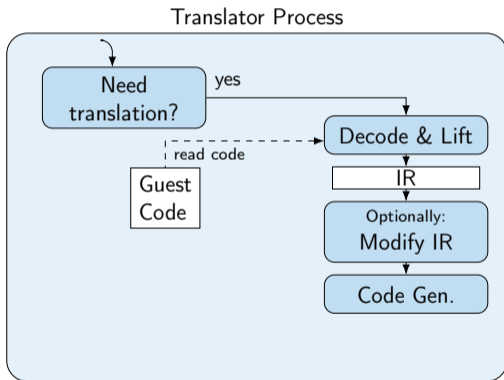 Translator Process
Need
translation?
yes
Decode & Lift
read code
Guest
Code
IR
Optionally:
Modify IR
Code Gen.